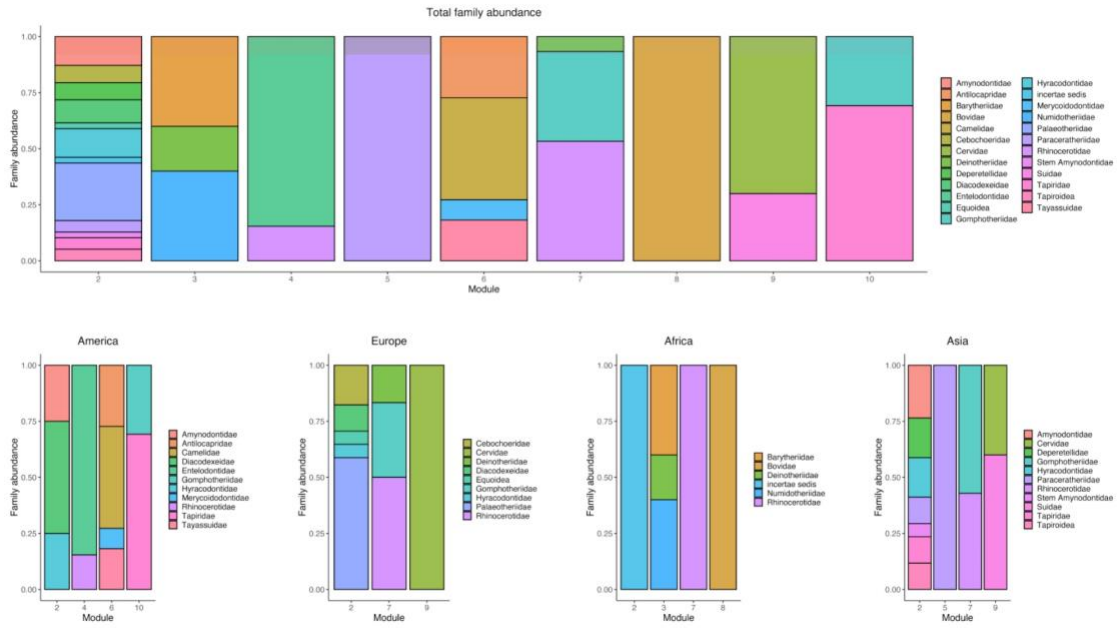 Total family abundance
Family abundance
1.00
0.75
0.50
0.25
0.00
2 3 4 5 6 7 8 9 10
Module
Amynodontidae
Antilocapridae
Barytheriidae
Bovidae
Camelidae
Cebochoeridae
Cervidae
Deinotheriidae
Deperetellidae
Diacodexeidae
Entelodontidae
Equoidea
Gomphotheriidae
Hyracodontidae
incertae sedis
Merycoidodontidae
Numidotheriidae
Palaeotheriidae
Paraceratheriidae
Rhinocerotidae
Stem Amynodontidae
Suidae
Tapiridae
Tapiroidea
Tayassuidae
America
Family abundance
1.00
0.75
0.50
0.25
0.00
2 4 6 10
Module
Amynodontidae
Antilocapridae
Camelidae
Diacodexeidae
Entelodontidae
Gomphotheriidae
Hyracodontidae
Merycoidodontidae
Rhinocerotidae
Tapiridae
Tayassuidae
Europe
Family abundance
1.00
0.75
0.50
0.25
0.00
2 7 9
Module
Cebochoeridae
Cervidae
Deinotheriidae
Diacodexeidae
Equoidea
Gomphotheriidae
Hyracodontidae
Palaeotheriidae
Rhinocerotidae
Africa
Family abundance
1.00
0.75
0.50
0.25
0.00
2 3 7 8
Module
Barytheriidae
Bovidae
Deinotheriidae
incertae sedis
Numidotheriidae
Rhinocerotidae
Asia
Family abundance
1.00
0.75
0.50
0.25
0.00
2 5 7 9
Module
Amynodontidae
Cervidae
Deperetellidae
Gomphotheriidae
Hyracodontidae
Paraceratheriidae
Rhinocerotidae
Stem Amynodontidae
Suidae
Tapiridae
Tapiroidea